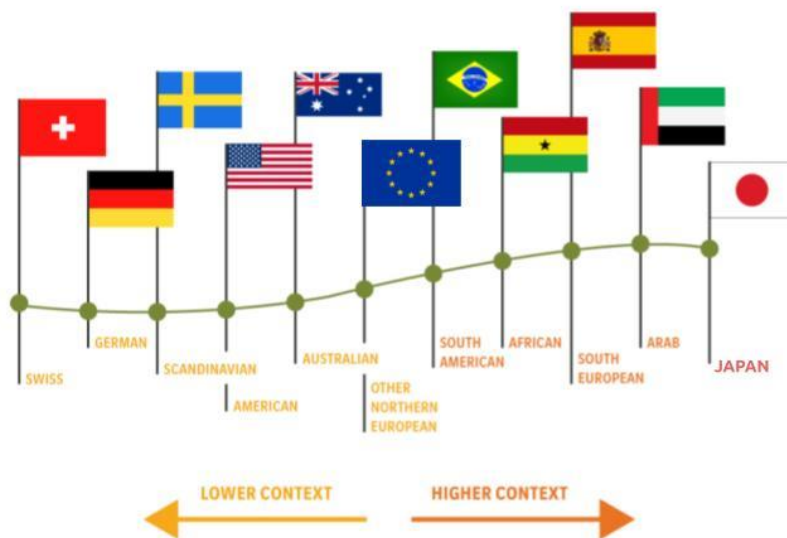 SWISS
GERMAN
SCANDINAVIAN
AMERICAN
AUSTRALIAN
OTHER
NORTHERN
EUROPEAN
SOUTH
AMERICAN
AFRICAN
SOUTH
EUROPEAN
ARAB
JAPAN
LOWER CONTEXT
HIGHER CONTEXT